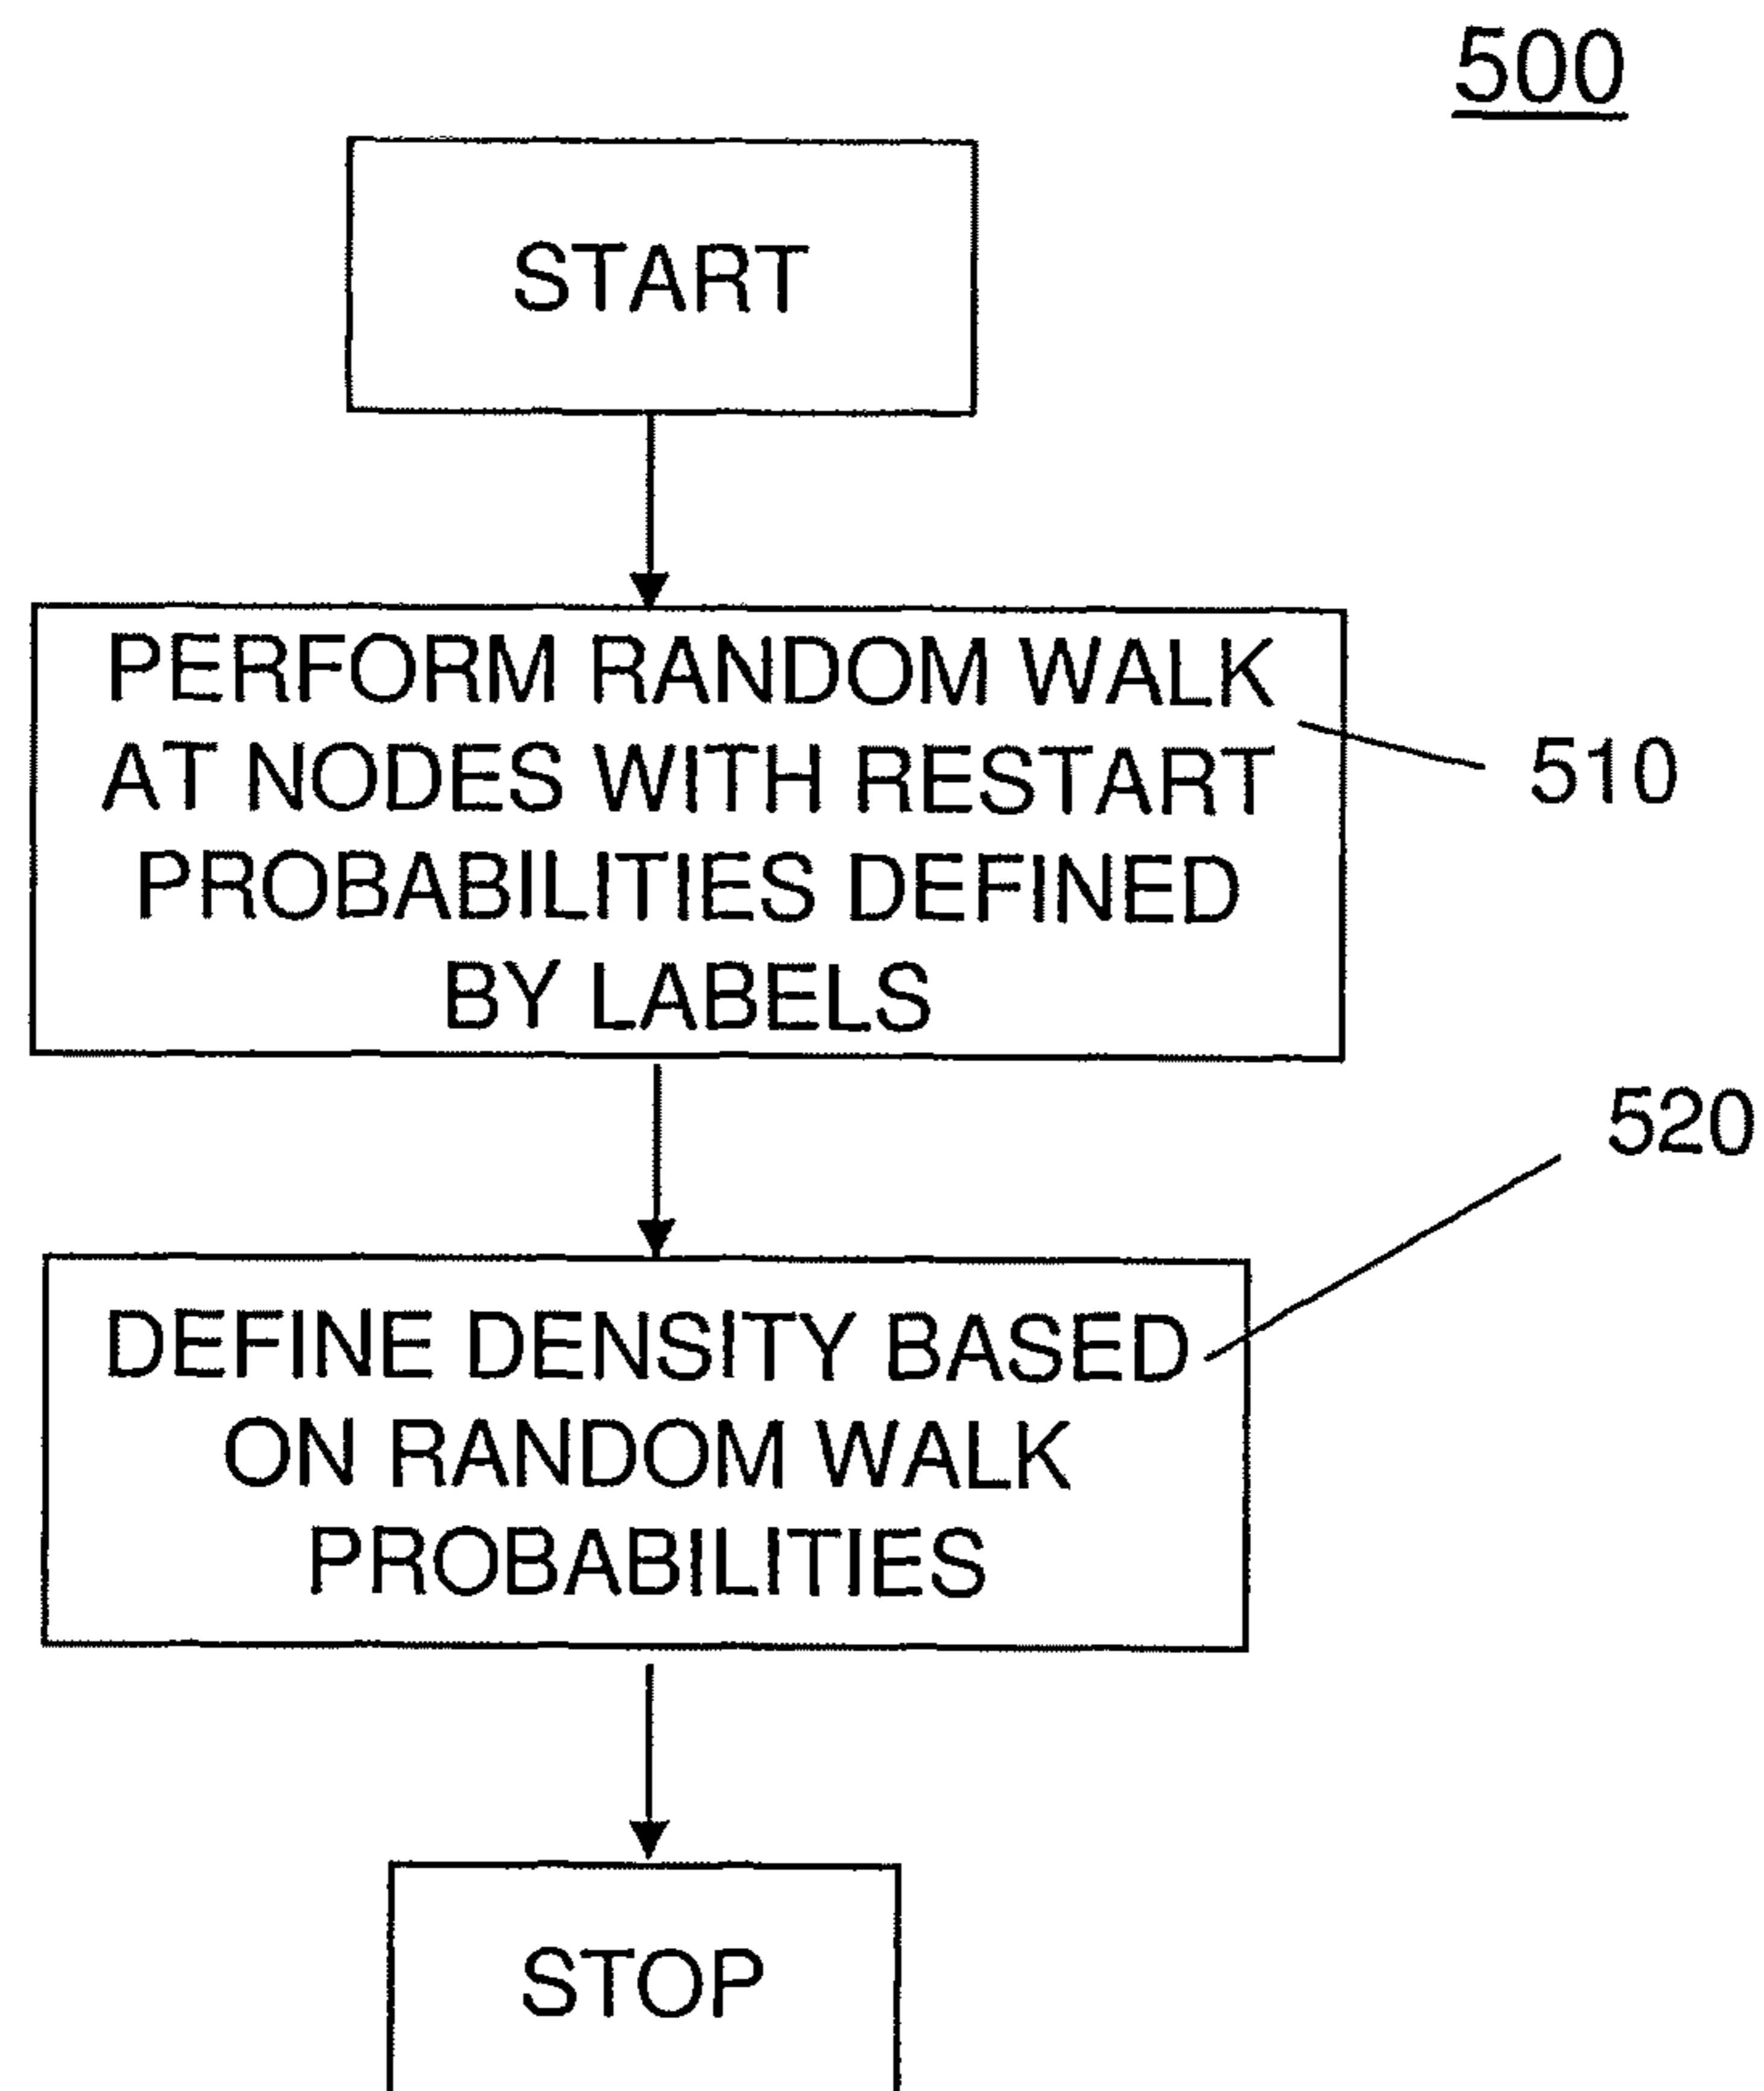 500
START
PERFORM RANDOM WALK
AT NODES WITH RESTART
PROBABILITIES DEFINED
BY LABELS
510
520
DEFINE DENSITY BASED
ON RANDOM WALK
PROBABILITIES
STOP